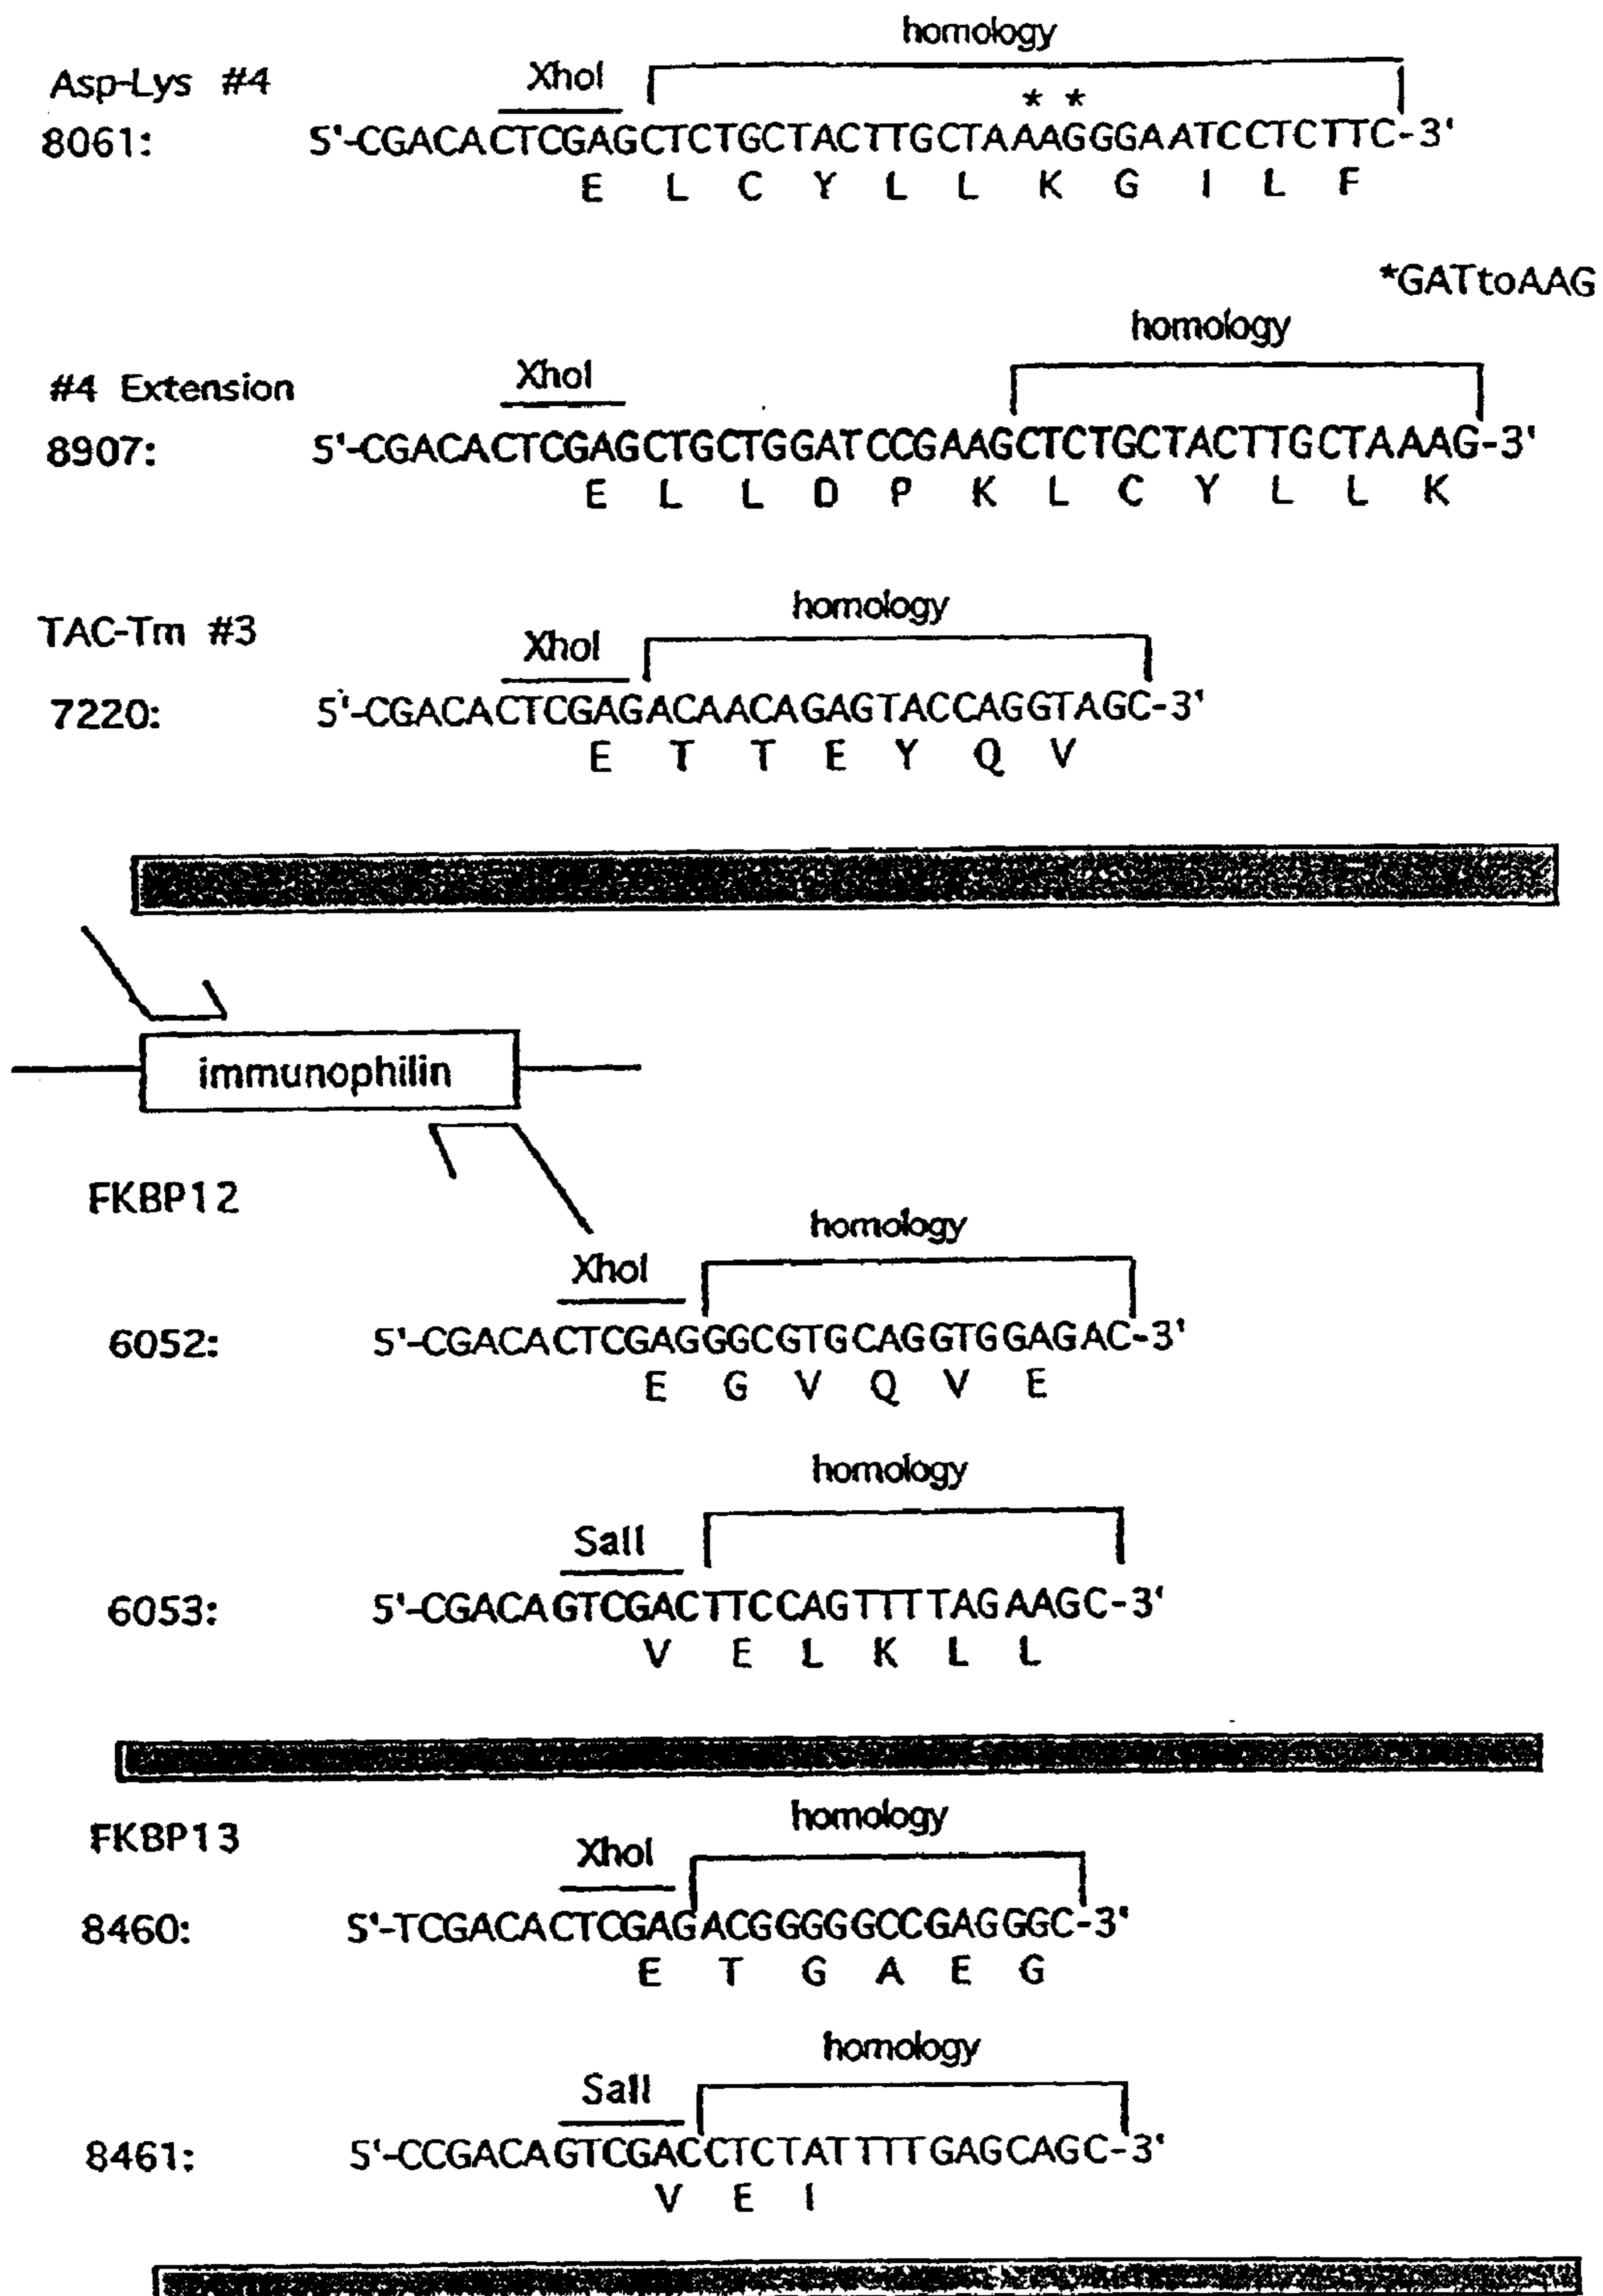 homology
Asp-Lys #4
XhoI
* *
8061: 5'-CGACACTCGAGCTCTGCTACTTGCTAAAGGGAATCCTCTTC-3'
E L C Y L L K G I L F
*GATtoAAG
homology
XhoI
#4 Extension
8907: 5'-CGACACTCGAGCTGCTGGATCCGAAGCTCTGCTACTTGCTAAAG-3'
E L L D P K L C Y L L K
homology
TAC-Tm #3
XhoI
7220: 5'-CGACACTCGAGACAACAGAGTACCAGGTAGC-3'
E T T E Y Q V
immunophilin
FKBP12
homology
XhoI
6052: 5'-CGACACTCGAGGGCGTGCAGGTGGAGAC-3'
E G V Q V E
homology
SalI
6053: 5'-CGACAGTCGACTTCCAGTTTTAGAAGC-3'
V E L K L L
homology
FKBP13
XhoI
8460: 5'-TCGACACTCGAGACGGGGGCCGAGGGC-3'
E T G A E G
homology
SalI
8461: 5'-CCGACAGTCGACCTCTATTTTGAGCAGC-3'
V E I